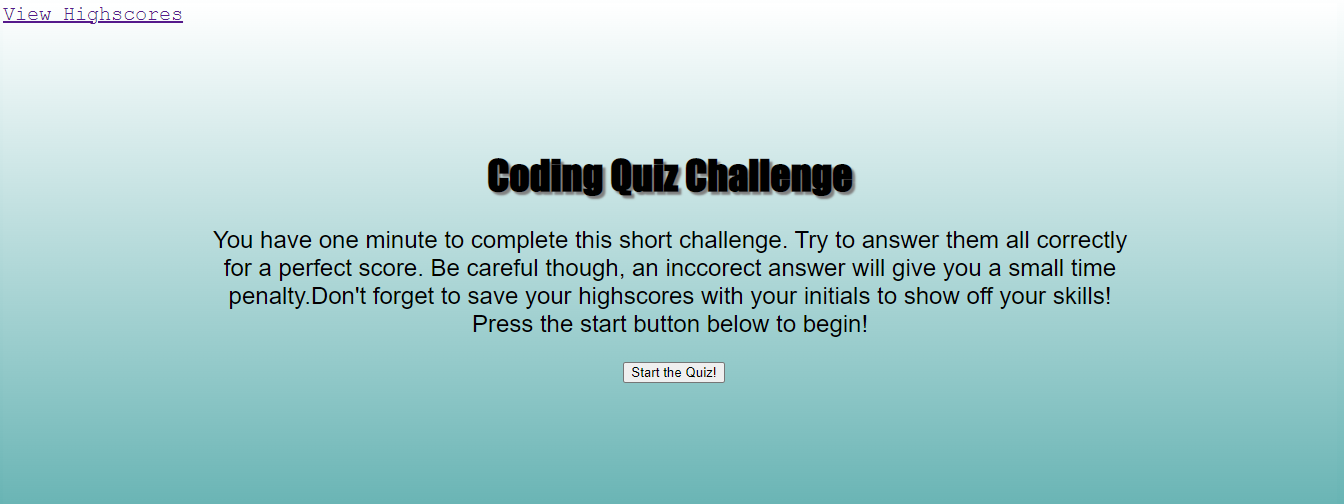 View Highscores
Coding Quiz Challenge
You have one minute to complete this short challenge. Try to answer them all correctly
for a perfect score. Be careful though, an inccorect answer will give you a small time
penalty.Don't forget to save your highscores with your initials to show off your skills!
Press the start button below to begin!
Start the Quiz!